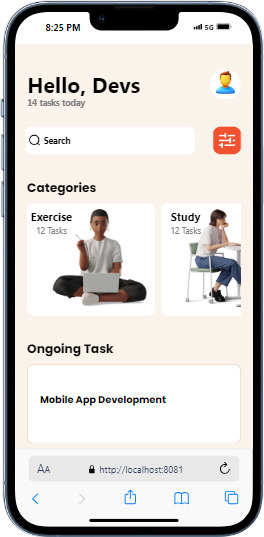 8:25 PM 5G
Hello, Devs
14 tasks today
Search
Categories
Exercise
12 Tasks
Study
12 Tasks
Ongoing Task
Mobile App Development
AA http://localhost:8081